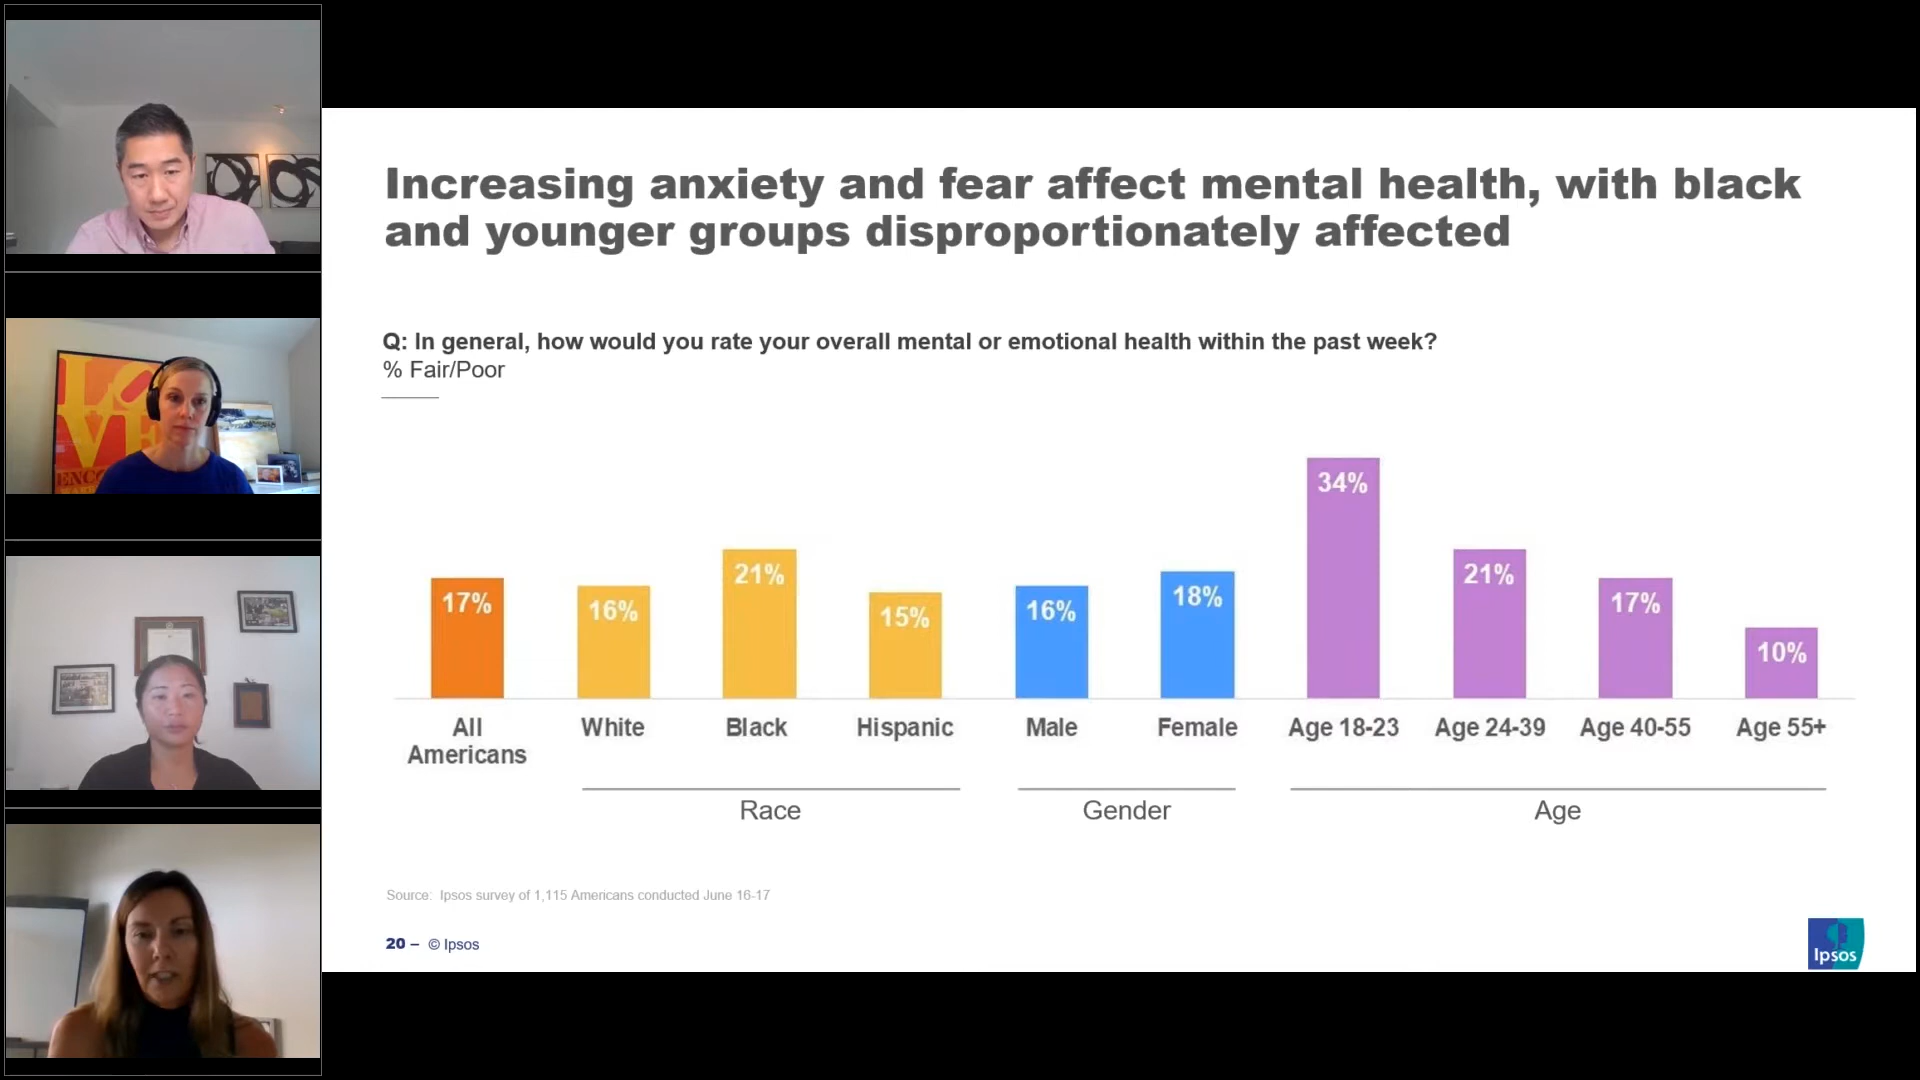 Increasing anxiety and fear affect mental health, with black
and younger groups disproportionately affected
Q: In general, how would you rate your overall mental or emotional health within the past week?
% Fair/Poor
17%
16%
21%
15%
16%
18%
34%
21%
17%
10%
All
Americans
White
Black
Hispanic
Male
Female
Age 18-23
Age 24-39
Age 40-55
Age 55+
Race
Gender
Age
Source: Ipsos survey of 1,115 Americans conducted June 16-17
20 – © Ipsos
Ipsos
LO
VE
ENC